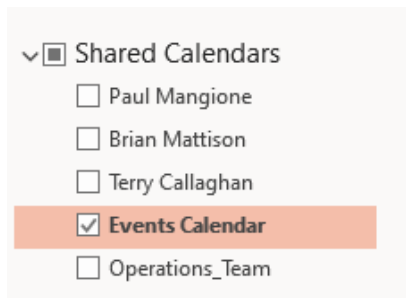 Shared Calendars
Paul Mangione
Brian Mattison
Terry Callaghan
Events Calendar
Operations_Team